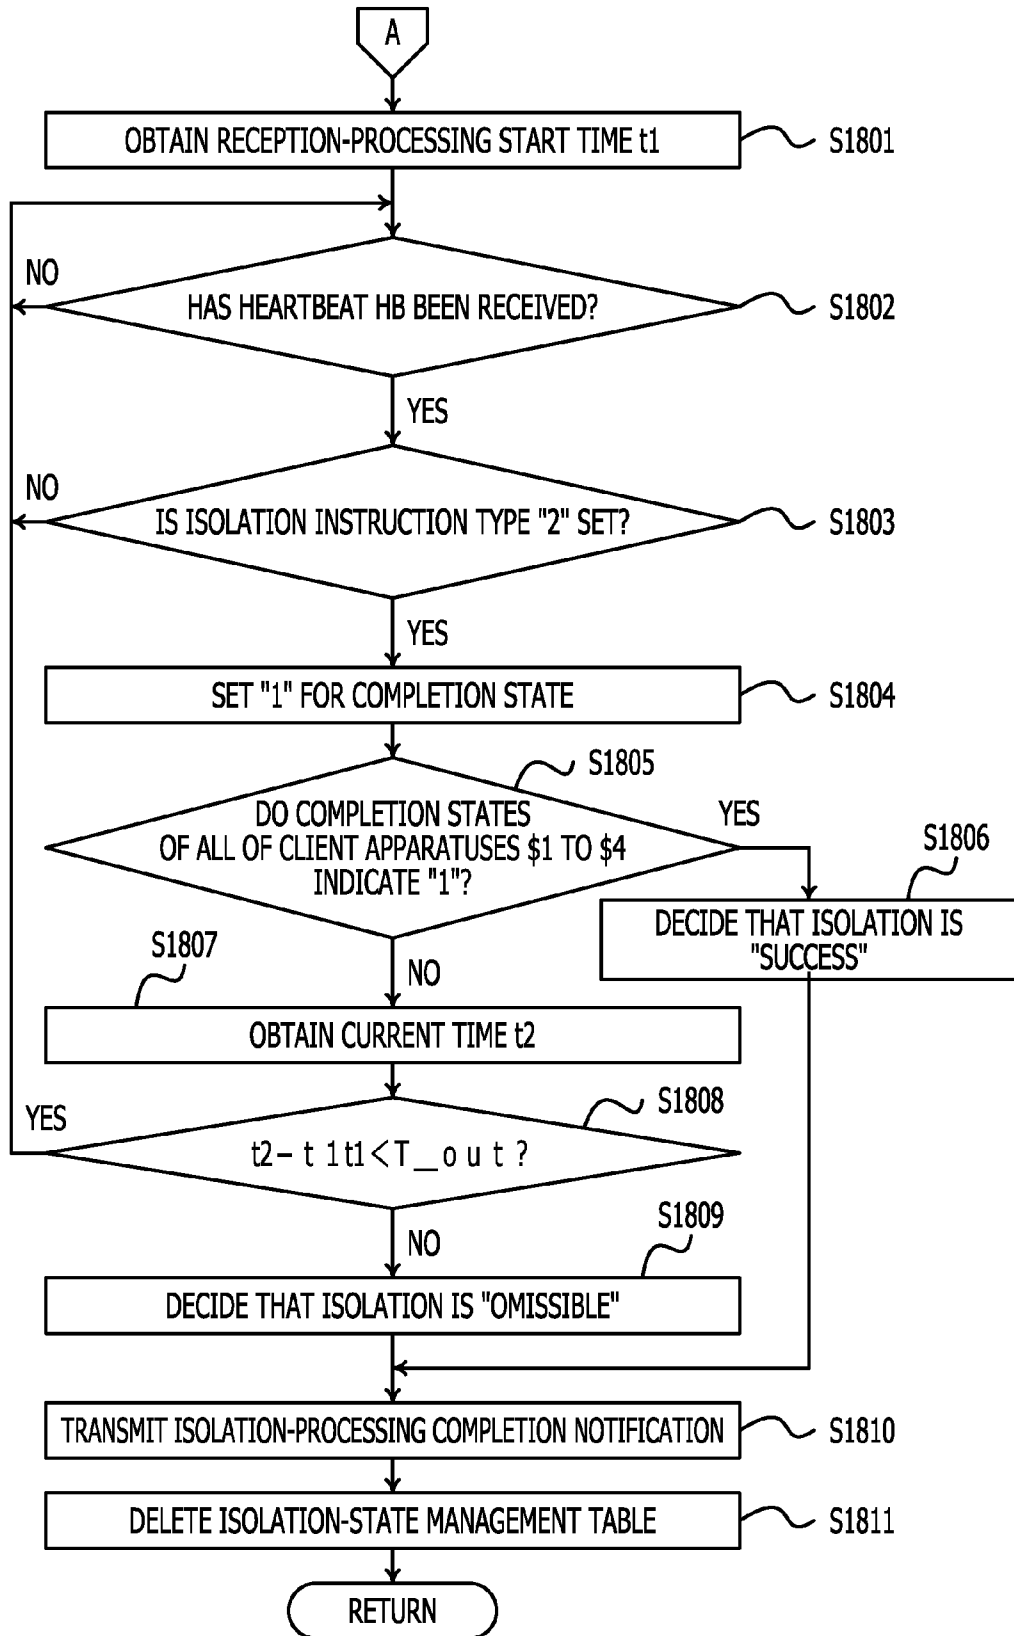 A
OBTAIN RECEPTION-PROCESSING START TIME t1
S1801
NO
HAS HEARTBEAT HB BEEN RECEIVED?
S1802
YES
NO
IS ISOLATION INSTRUCTION TYPE "2" SET?
S1803
YES
SET "1" FOR COMPLETION STATE
S1804
S1805
DO COMPLETION STATES
OF ALL OF CLIENT APPARATUSES $1 TO $4
INDICATE "1"?
YES
S1806
DECIDE THAT ISOLATION IS
"SUCCESS"
S1807
NO
OBTAIN CURRENT TIME t2
S1808
YES
t2– t 1t1<T_o u t ?
S1809
NO
DECIDE THAT ISOLATION IS "OMISSIBLE"
TRANSMIT ISOLATION-PROCESSING COMPLETION NOTIFICATION
S1810
DELETE ISOLATION-STATE MANAGEMENT TABLE
S1811
RETURN